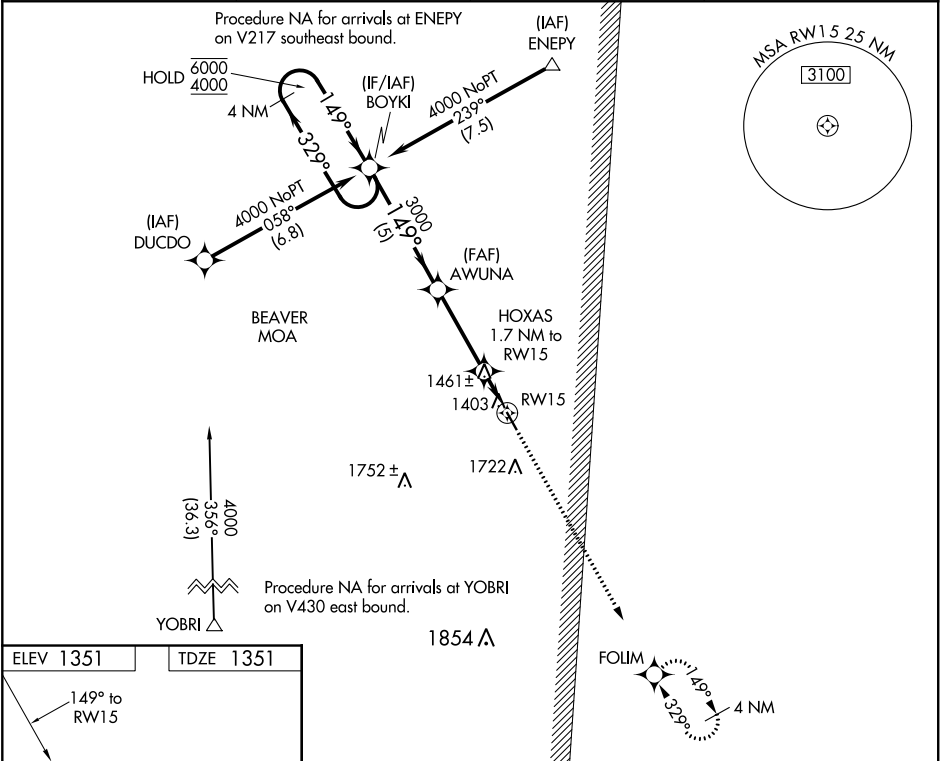 Procedure NA for arrivals at ENEPY
on V217 southeast bound.
(IAF)
ENEPY
MSA RW15 25 NM
3100
HOLD
6000
4000
4 NM
149°
329°
(IF/IAF)
BOYKI
4000 NoPT
239°
(7.5)
4000 NoPT
058°
(6.8)
(IAF)
DUCDO
3000
149°
(5)
(FAF)
AWUNA
BEAVER
MOA
HOXAS
1.7 NM to
RW15
1461±
1403
RW15
1752 ±
1722
4000
356°
(36.3)
Procedure NA for arrivals at YOBRI
on V430 east bound.
YOBRI
1854
FOLIM
149°
329°
4 NM
ELEV 1351
TDZE 1351
149° to
RW15